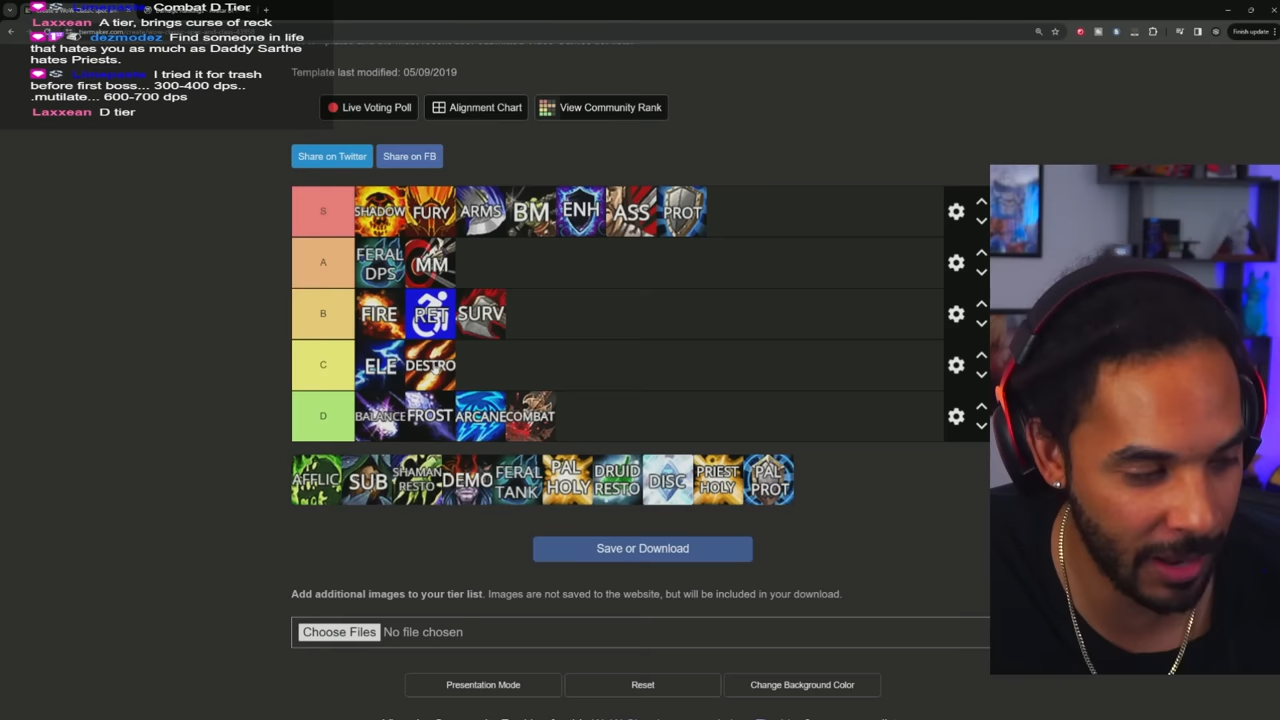 Combat D Tier
Laxxean A tier, brings curse of reck
dezmodez Find someone in life
that hates you as much as Daddy Sarthe
hates Priests.
I tried it for trash
before first boss... 300-400 dps..
.mutilate... 600-700 dps
Laxxean D tier
Finish update
Template last modified: 05/09/2019
Live Voting Poll
Alignment Chart
View Community Rank
Share on Twitter
Share on FB
S
SHADOW
FURY
ARMS
BM
ENH
ASS
PROT
A
FERAL
DPS
MM
B
FIRE
RET
SURV
C
ELE
DESTRO
D
BALANCE
FROST
ARCANE
COMBAT
AFFLIC
SUB
SHAMAN
RESTO
DEMO
FERAL
TANK
PAL
HOLY
DRUID
RESTO
DISC
PRIEST
HOLY
PAL
PROT
Save or Download
Add additional images to your tier list. Images are not saved to the website, but will be included in your download.
Choose Files No file chosen
Presentation Mode
Reset
Change Background Color